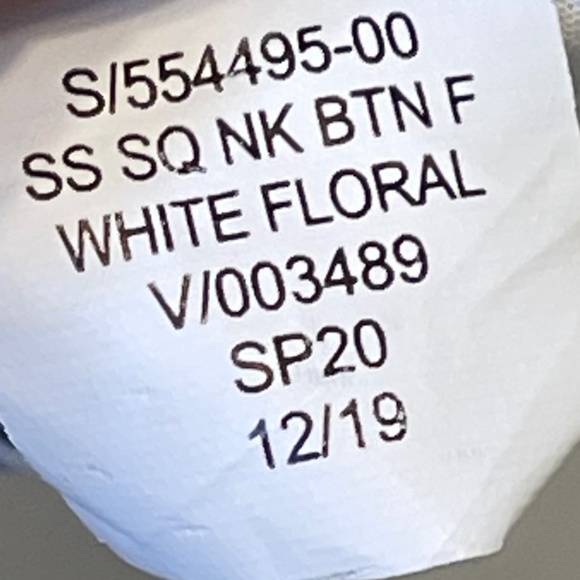 S/554495-00
SS SQ NK BTN F
WHITE FLORAL
V/003489
SP20
12/19